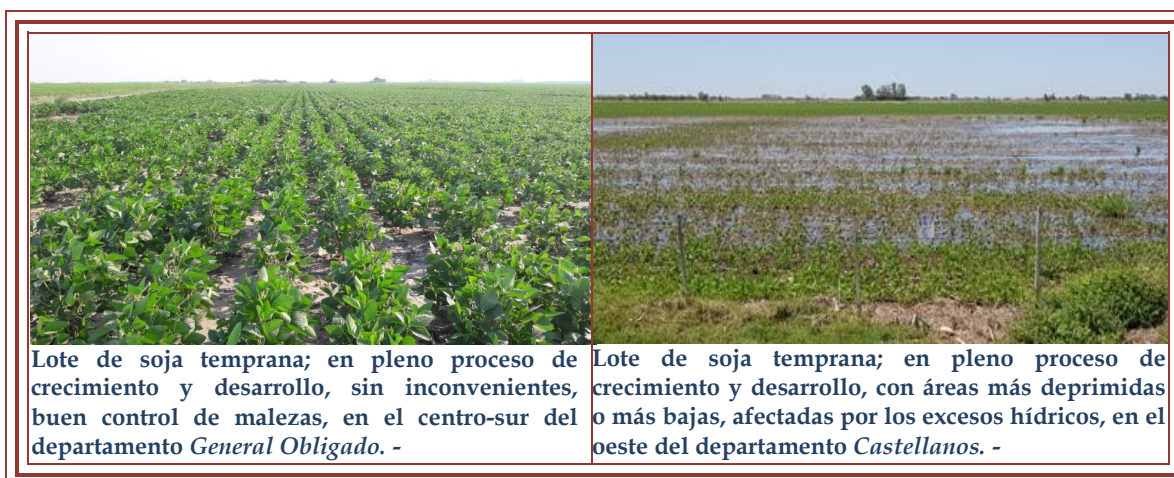 Lote de soja temprana; en pleno proceso de
crecimiento y desarrollo, sin inconvenientes,
buen control de malezas, en el centro-sur del
departamento General Obligado. -
Lote de soja temprana; en pleno proceso de
crecimiento y desarrollo, con áreas más deprimidas
o más bajas, afectadas por los excesos hídricos, en el
oeste del departamento Castellanos. -